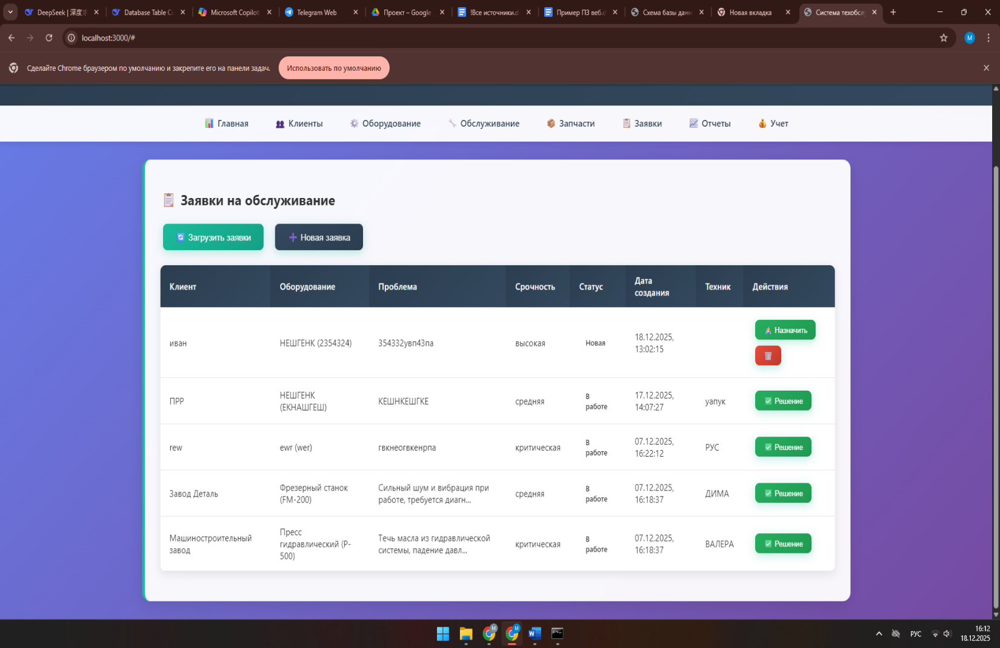 DeepSeek | 深度求
Database Table Co
Microsoft Copilot
Telegram Web
Проект – Google
!Все источники.d
Пример ПЗ веб.d
Схема базы данн
Новая вкладка
Система техобслу
localhost:3000/#
M
Сделайте Chrome браузером по умолчанию и закрепите его на панели задач.
Использовать по умолчанию
Главная
Клиенты
Оборудование
Обслуживание
Запчасти
Заявки
Отчеты
Учет
Заявки на обслуживание
Загрузить заявки
Новая заявка
Клиент
Оборудование
Проблема
Срочность
Статус
Дата
создания
Техник
Действия
иван
НЕШГЕНК (2354324)
354332увп43па
высокая
Новая
18.12.2025,
13:02:15
Назначить
ПРР
НЕШГЕНК
(ЕКНАШГЕШ)
КЕШНКЕШГКЕ
средняя
В
работе
17.12.2025,
14:07:27
уапук
Решение
rew
ewr (wer)
гвкнеогвкенрпа
критическая
В
работе
07.12.2025,
16:22:12
РУС
Решение
Завод Деталь
Фрезерный станок
(FM-200)
Сильный шум и вибрация при
работе, требуется диагн...
средняя
В
работе
07.12.2025,
16:18:37
ДИМА
Решение
Машиностроительный
завод
Пресс
гидравлический (P-
500)
Течь масла из гидравлической
системы, падение давл...
критическая
В
работе
07.12.2025,
16:18:37
ВАЛЕРА
Решение
M
M
W
РУС
16:12
18.12.2025